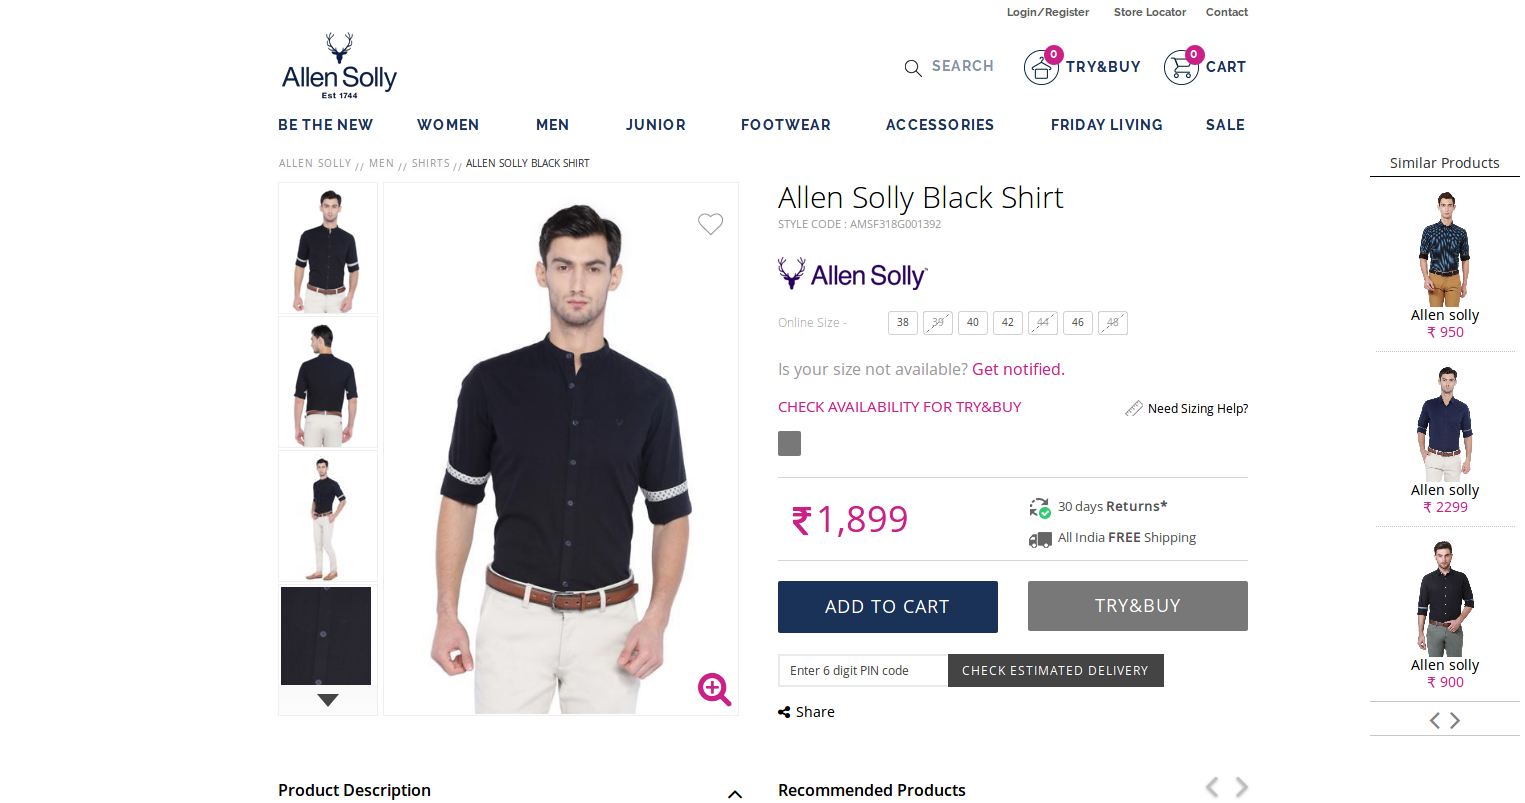 Login/Register Store Locator Contact
Allen Solly
Est 1744
SEARCH 0 TRY&BUY 0 CART
BE THE NEW WOMEN MEN JUNIOR FOOTWEAR ACCESSORIES FRIDAY LIVING SALE
ALLEN SOLLY // MEN // SHIRTS // ALLEN SOLLY BLACK SHIRT
Allen Solly Black Shirt
STYLE CODE : AMSF318G001392
Allen Solly™
Online Size - 38 39 40 42 44 46 48
Is your size not available? Get notified.
CHECK AVAILABILITY FOR TRY&BUY Need Sizing Help?
₹1,899
30 days Returns*
All India FREE Shipping
ADD TO CART TRY&BUY
Enter 6 digit PIN code CHECK ESTIMATED DELIVERY
Share
Product Description
Recommended Products
Similar Products
Allen solly
₹ 950
Allen solly
₹ 2299
Allen solly
₹ 900